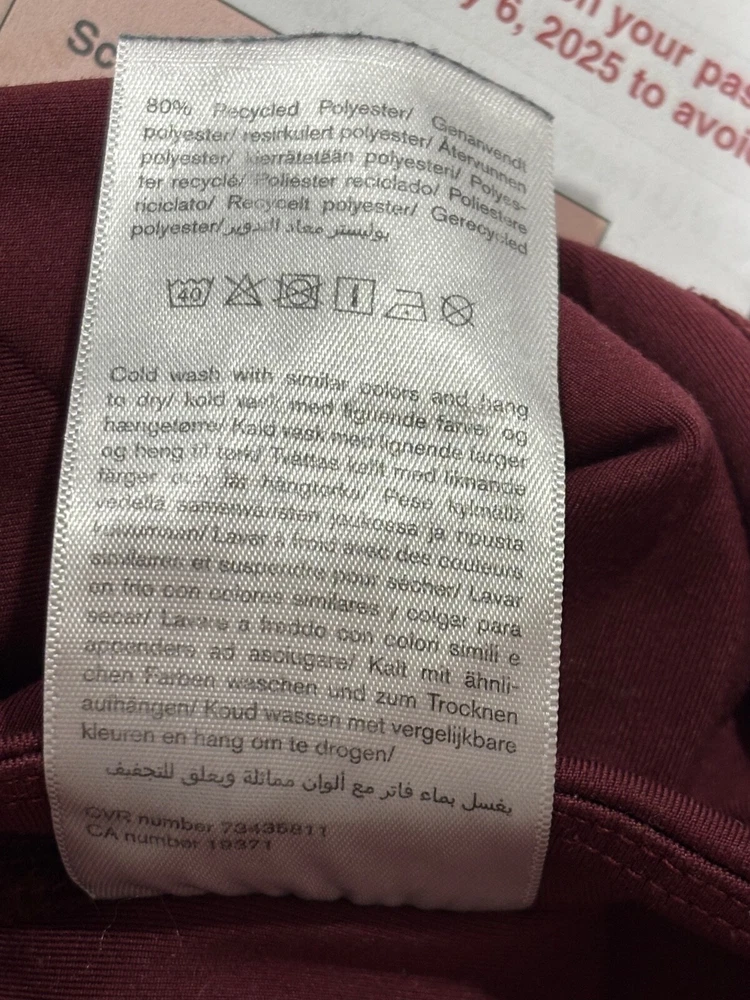 Sc
n your pas
y 6, 2025 to avoid
80% Recycled Polyester/ Genanvendt
polyester/ resirkulert polyester/ Återvunnen
polyester/ kierrätetään polyesteri/ Polyes-
ter recyclé/ Poliéster reciclado/ Poliestere
riciclato/ Recycelt polyester/ Gerecycled
polyester/ بوليستر معاد التدوير
40
Cold wash with similar colors and hang
to dry/ kold vask med lignende farver og
hængetørre/ Kald vask med lignende farger
og heng til tørk/ Tvättas kallt med liknande
färger och låt hängtorka/ Pese kylmällä
vedellä samanväristen joukossa ja ripusta
kuivumaan/ Laver à froid avec des couleurs
similaires et suspendre pour sécher/ Lavar
en frío con colores similares y colgar para
secar/ Lavare a freddo con colori simili e
appendere ad asciugare/ Kalt mit ähnli-
chen Farben waschen und zum Trocknen
aufhängen/ Koud wassen met vergelijkbare
kleuren en hang om te drogen/
يغسل بماء فاتر مع ألوان مماثلة ويعلق للتجفيف
CVR number 73435811
CA number 19371